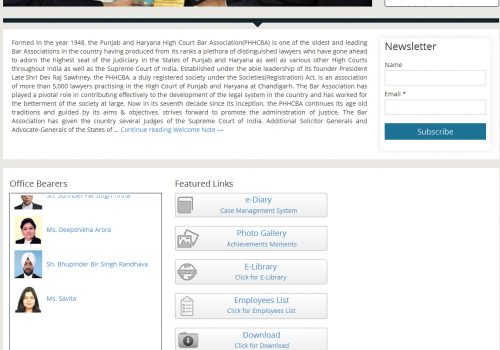 Formed in the year 1948, the Punjab and Haryana High Court Bar Association(PHHCBA) is one of the oldest and leading
Bar Associations in the country having produced from its ranks a plethora of distinguished lawyers who have gone ahead
to adorn the highest seat of the Judiciary in the States of Punjab and Haryana as well as various other High Courts
throughout India as well as the Supreme Court of India. Established under the able leadership of its founder President
Late Shri Dev Raj Sawhney, the PHHCBA, a duly registered society under the Societies(Registration) Act, is an association
of more than 5,000 lawyers practising in the High Court of Punjab and Haryana at Chandigarh. The Bar Association has
played a pivotal role in contributing effectively to the development of the legal system in the country and has worked for
the betterment of the society at large. Now in its seventh decade since its Inception, the PHHCBA continues its age old
traditions and guided by its aims & objectives, strives forward to promote the administration of Justice. The Bar
Association has given the country several Judges of the Supreme Court of India, Additional Solicitor Generals and
Advocate-Generals of the States of ... Continue reading Welcome Note →
Newsletter
Name
Email *
Subscribe
Office Bearers
Ms. Deepshikha Arora
Sh. Bhupinder Bir Singh Randhava
Ms. Savita
Featured Links
e-Diary
Case Management System
Photo Gallery
Achievements Moments
E-Library
Click for E-Library
Employees List
Click for Employees List
Download
Click for Download